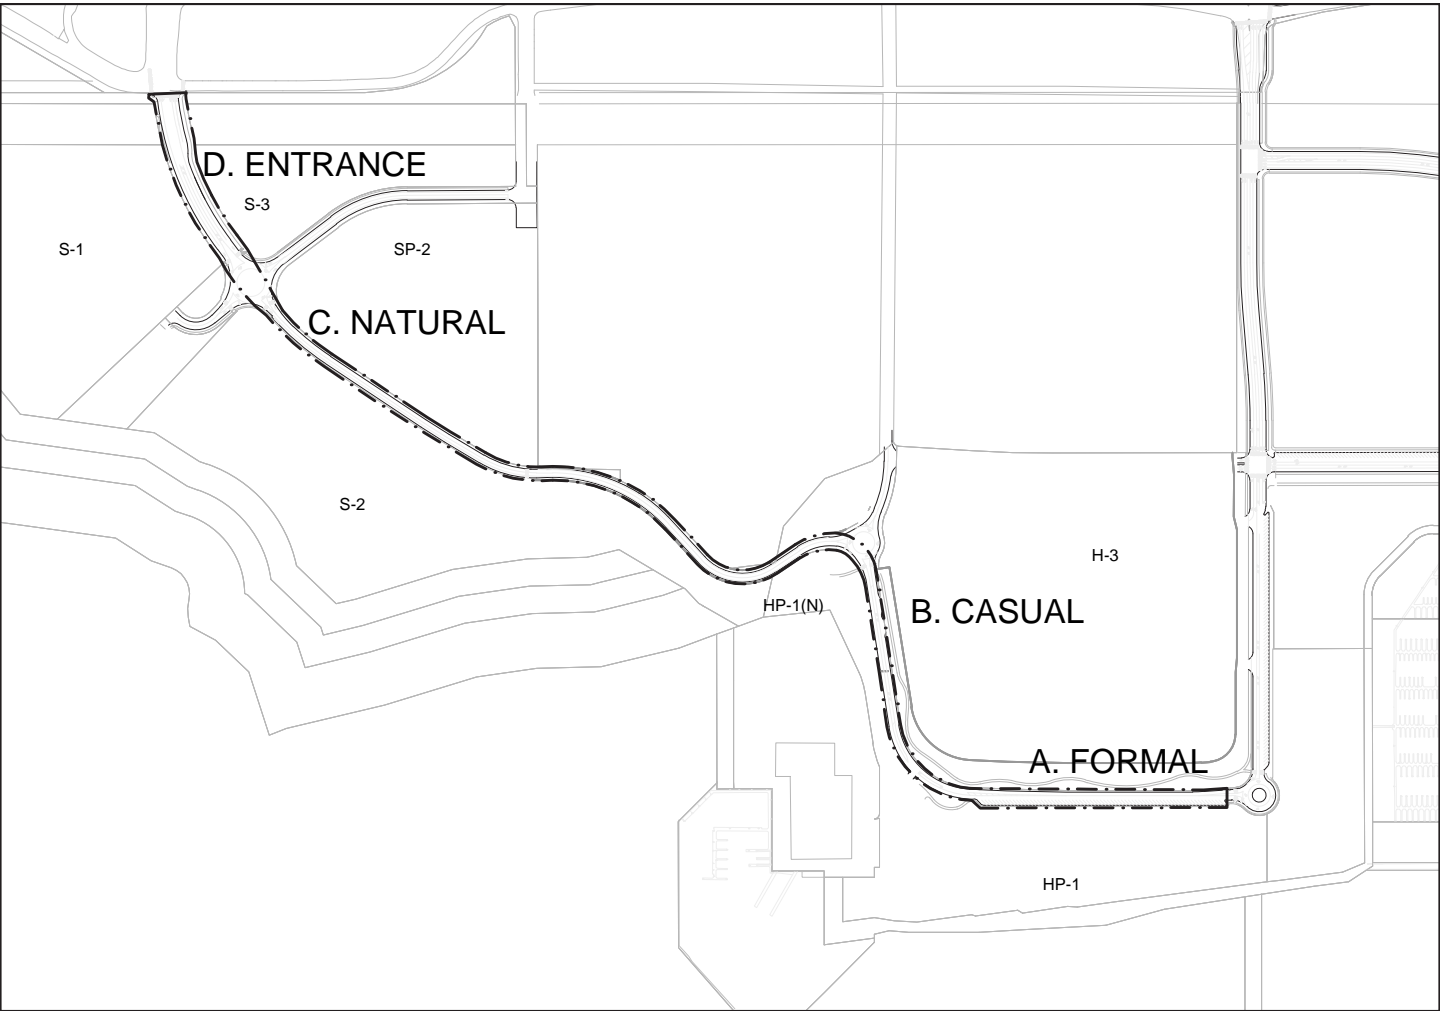 D. ENTRANCE
S-3
S-1
SP-2
C. NATURAL
S-2
H-3
HP-1(N)
B. CASUAL
A. FORMAL
HP-1